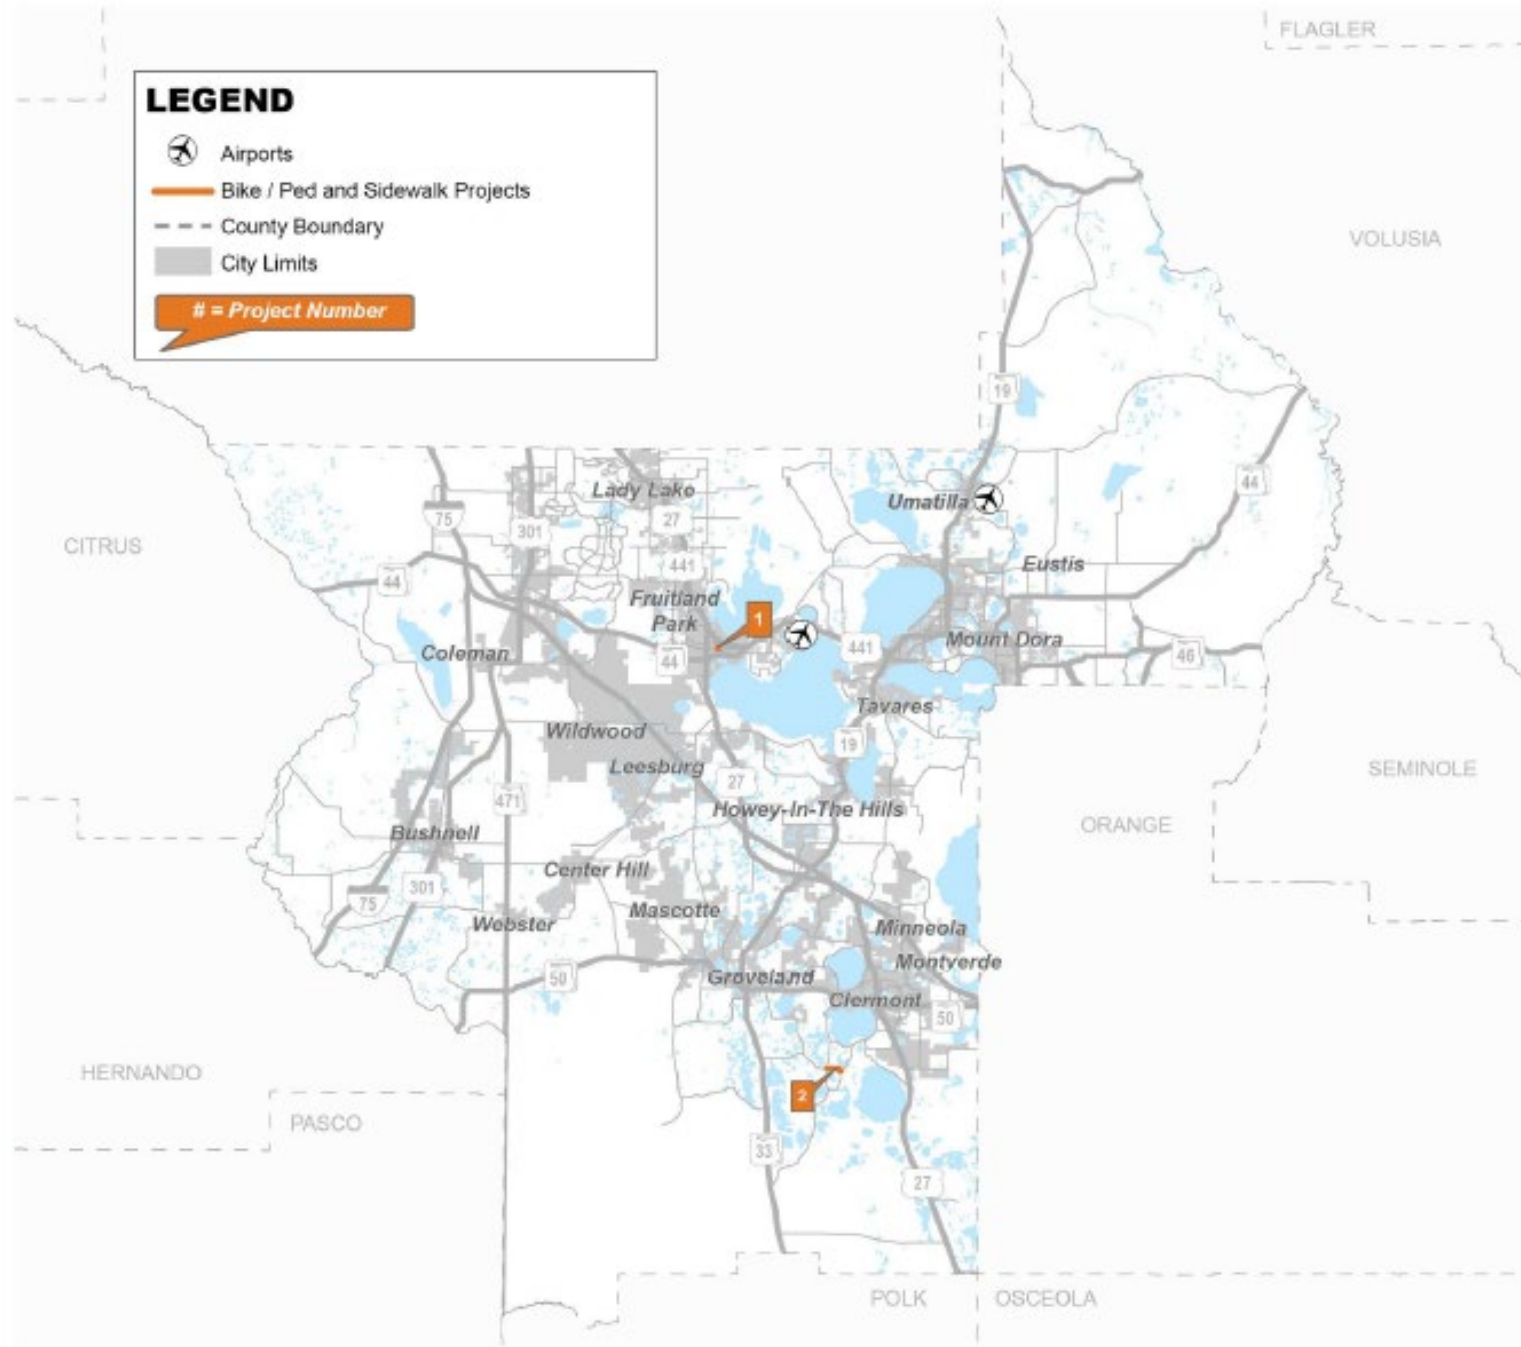 FLAGLER
LEGEND
Airports
Bike / Ped and Sidewalk Projects
County Boundary
City Limits
# = Project Number
VOLUSIA
19
44
Lady Lake
Umatilla
75
27
301
CITRUS
441
Eustis
44
Fruitland
Park
1
Mount Dora
441
Coleman
44
46
Tavares
Wildwood
19
Leesburg
SEMINOLE
27
471
Howey-In-The Hills
ORANGE
Bushnell
Center Hill
301
75
Mascotte
Webster
Minneola
Montverde
50
Groveland
Clermont
50
HERNANDO
2
PASCO
33
27
POLK
OSCEOLA